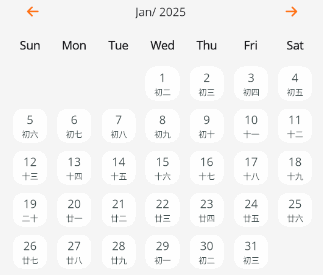 Jan/ 2025
Sun Mon Tue Wed Thu Fri Sat
1 2 3 4
初二 初三 初四 初五
5 6 7 8 9 10 11
初六 初七 初八 初九 初十 十一 十二
12 13 14 15 16 17 18
十三 十四 十五 十六 十七 十八 十九
19 20 21 22 23 24 25
二十 廿一 廿二 廿三 廿四 廿五 廿六
26 27 28 29 30 31
廿七 廿八 廿九 初一 初二 初三